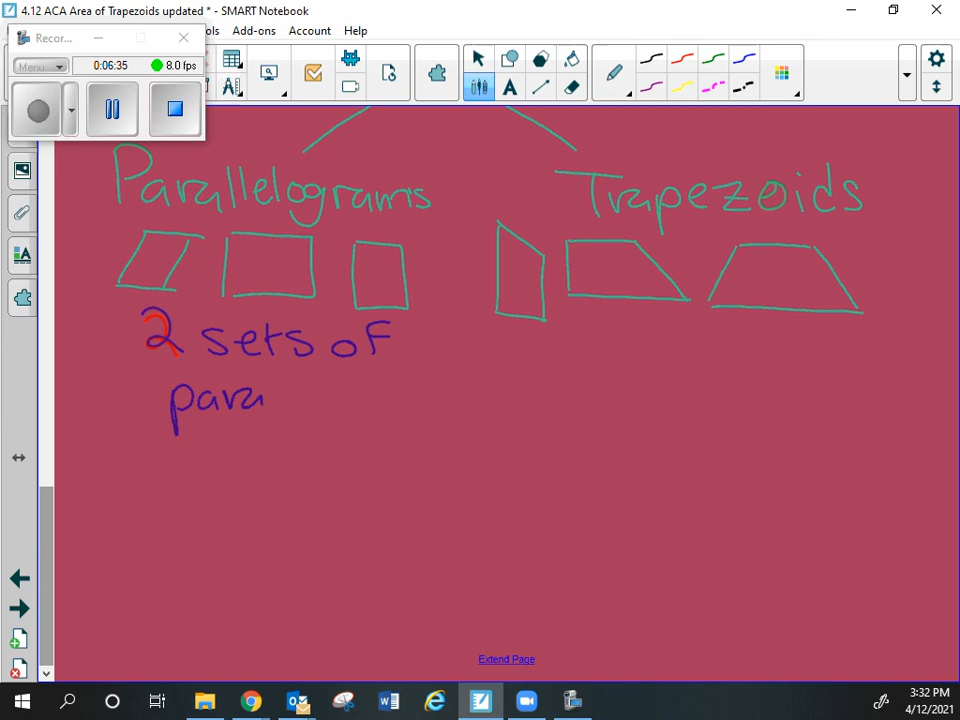 4.12 ACA Area of Trapezoids updated * - SMART Notebook
ols Add-ons Account Help
Recor...
Menu 0:06:35 8.0 fps
Parallelograms Trapezoids
2 sets of
para
Extend Page
3:32 PM
4/12/2021